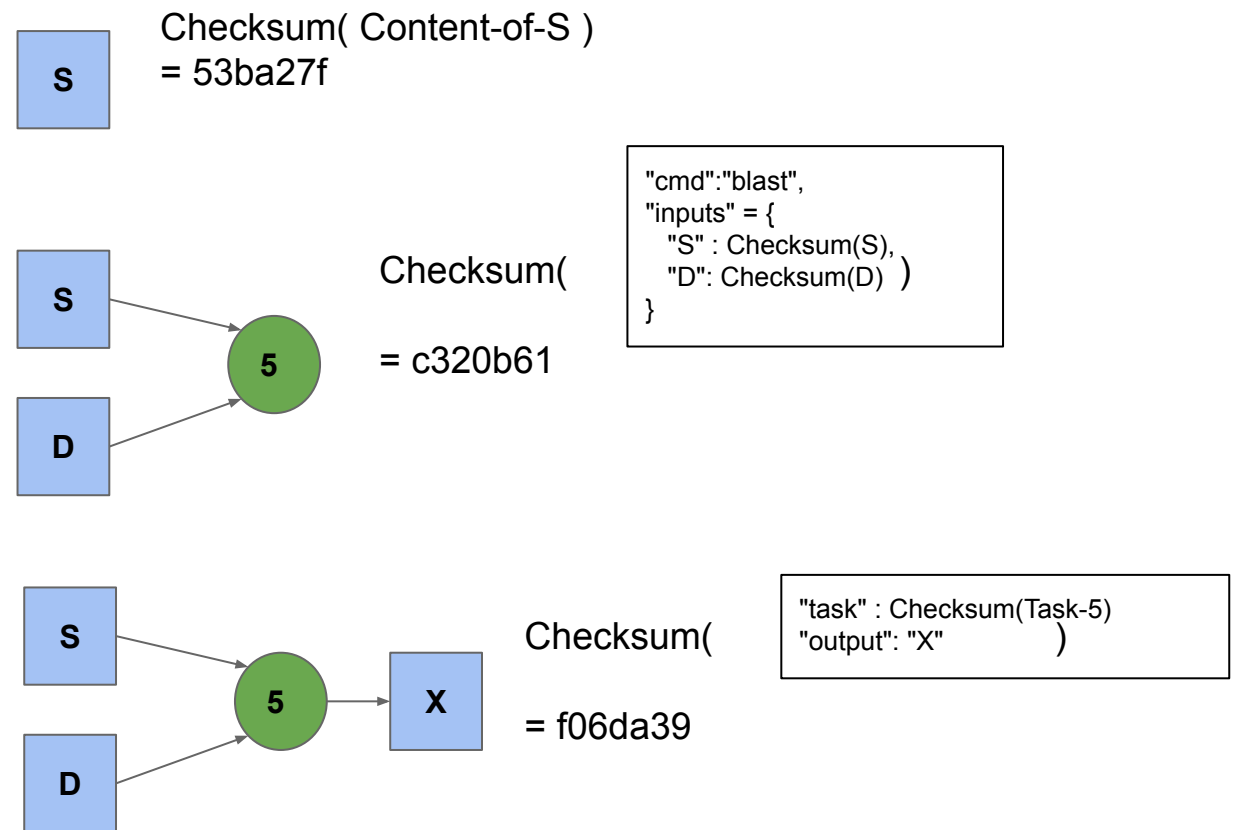 S
Checksum( Content-of-S )
= 53ba27f
S
D
5
Checksum(
"cmd":"blast",
"inputs" = {
"S" : Checksum(S),
"D": Checksum(D)
}
)
= c320b61
S
D
5
X
Checksum(
"task" : Checksum(Task-5)
"output": "X"
)
= f06da39